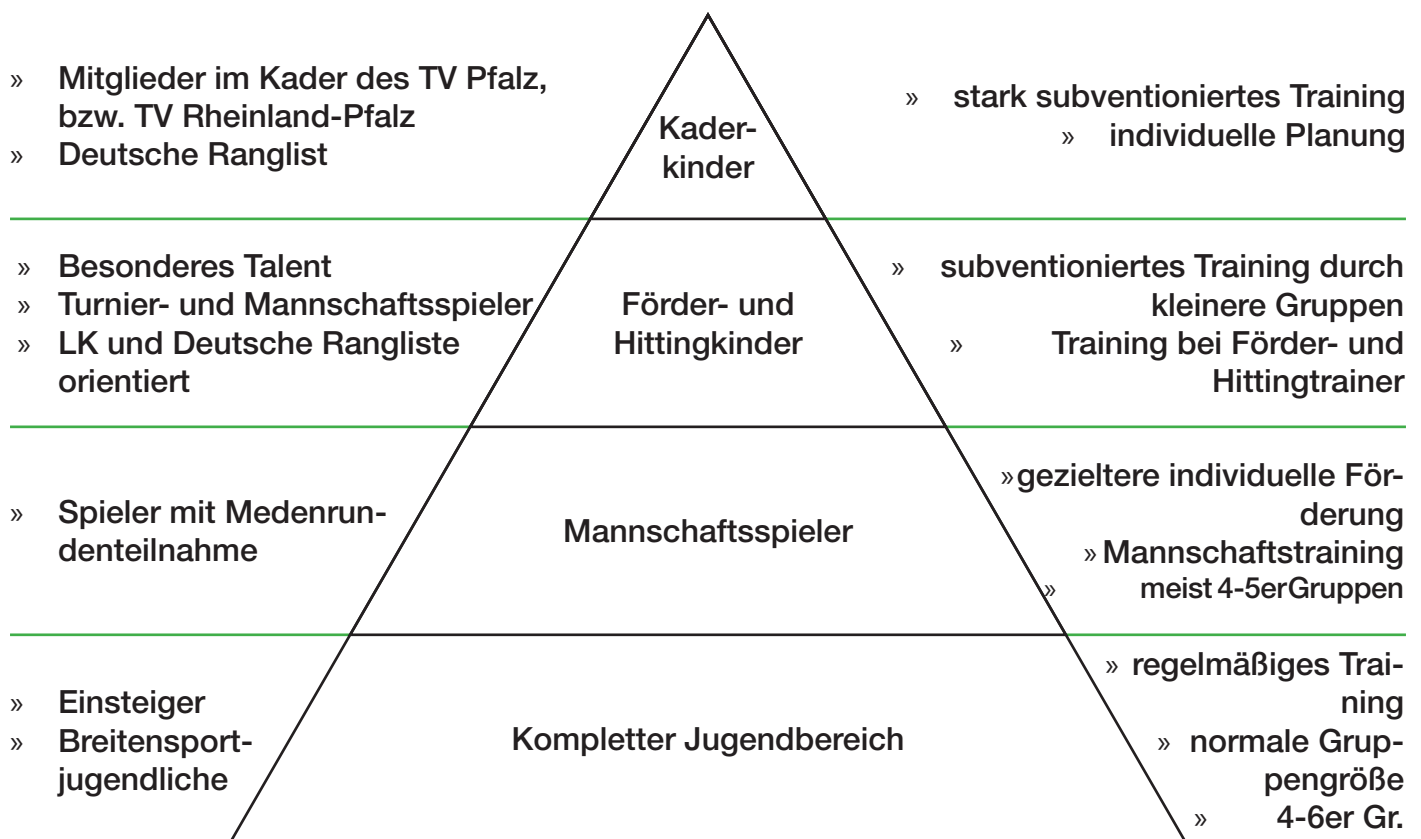 » Mitglieder im Kader des TV Pfalz,
bzw. TV Rheinland-Pfalz
» Deutsche Ranglist
Kader-
kinder
» stark subventioniertes Training
» individuelle Planung
» Besonderes Talent
» Turnier- und Mannschaftsspieler
» LK und Deutsche Rangliste
orientiert
Förder- und
Hittingkinder
» subventioniertes Training durch
kleinere Gruppen
» Training bei Förder- und
Hittingtrainer
» Spieler mit Medenrun-
denteilnahme
Mannschaftsspieler
» gezieltere individuelle För-
derung
» Mannschaftstraining
» meist 4-5erGruppen
» Einsteiger
» Breitensport-
jugendliche
Kompletter Jugendbereich
» regelmäßiges Trai-
ning
» normale Grup-
pengröße
» 4-6er Gr.